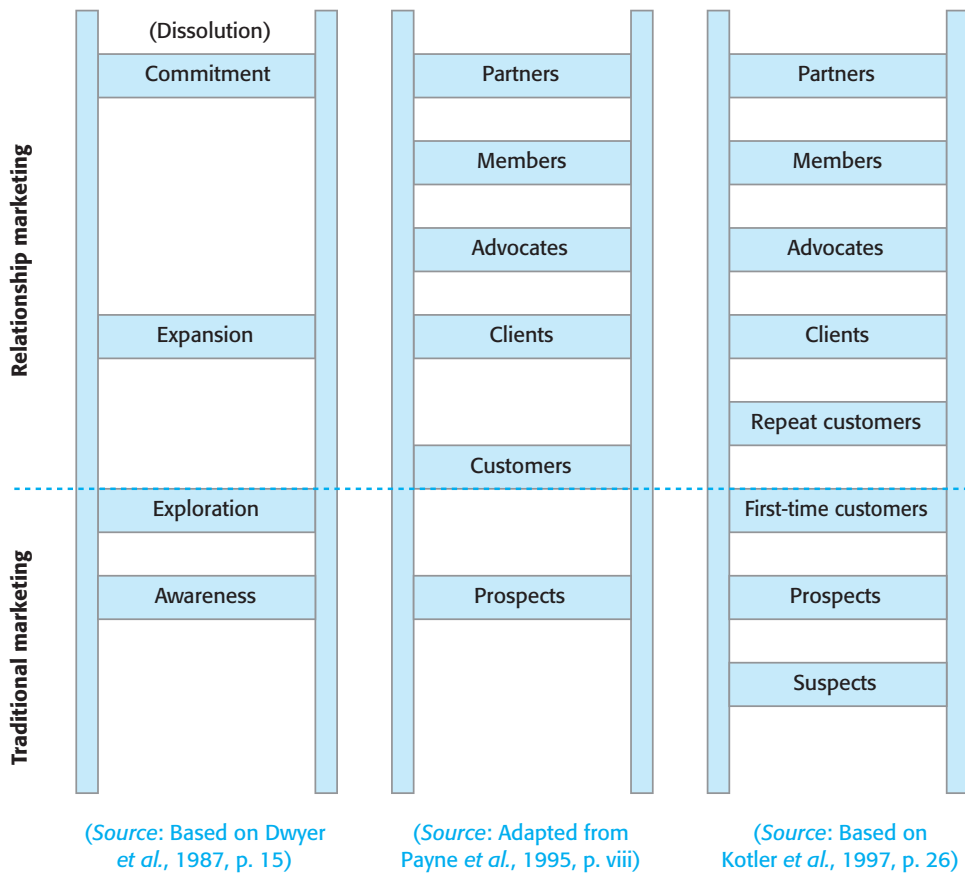 Relationship marketing
Traditional marketing
(Dissolution)
Commitment
Expansion
Exploration
Awareness
(Source: Based on Dwyer
et al., 1987, p. 15)
Partners
Members
Advocates
Clients
Customers
Prospects
(Source: Adapted from
Payne et al., 1995, p. viii)
Partners
Members
Advocates
Clients
Repeat customers
First-time customers
Prospects
Suspects
(Source: Based on
Kotler et al., 1997, p. 26)